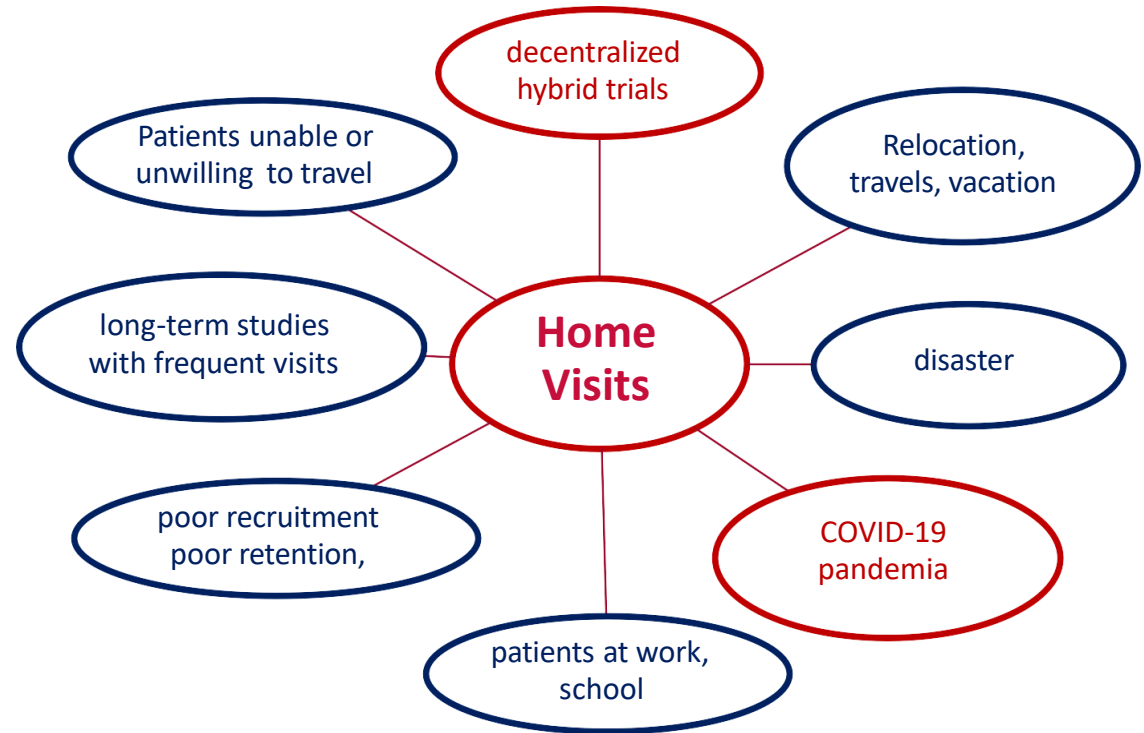 decentralized
hybrid trials
Patients unable or
unwilling to travel
Relocation,
travels, vacation
long-term studies
with frequent visits
Home
Visits
disaster
poor recruitment
poor retention,
COVID-19
pandemia
patients at work,
school